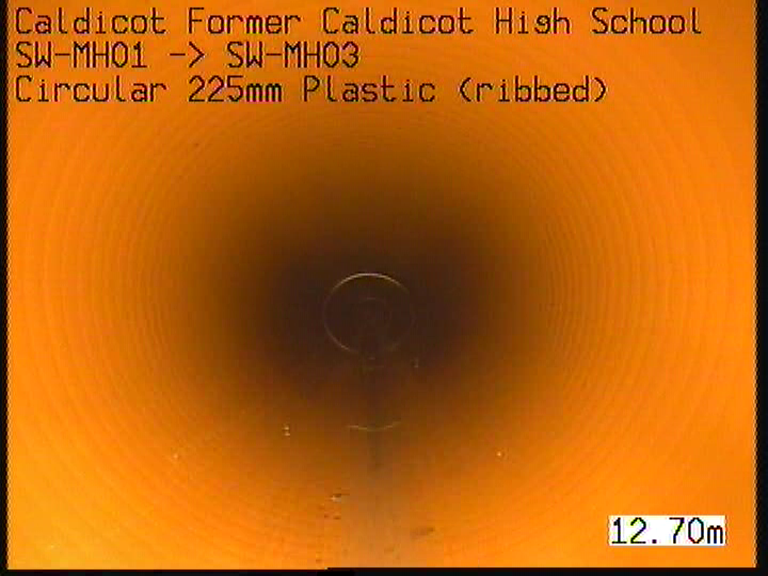 Caldicot Former Caldicot High School
SW-MH01 -> SW-MH03
Circular 225mm Plastic (ribbed)
12.70m